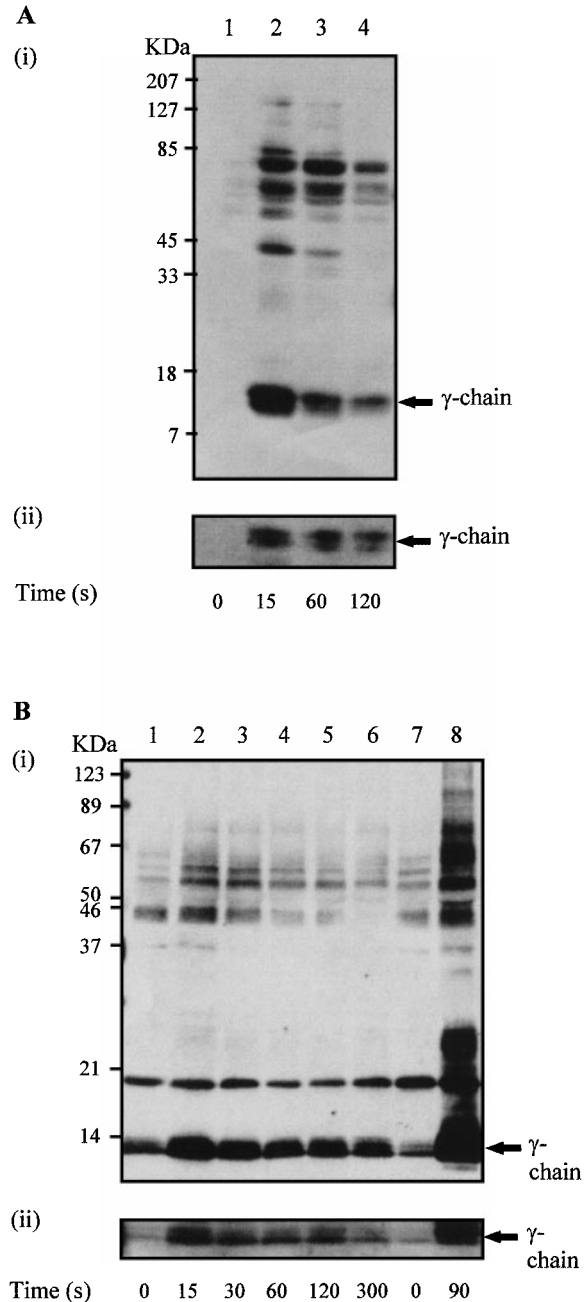 A
1 2 3 4
KDa
(i)
207
127
85
45
33
18
γ-chain
7
(ii)
γ-chain
Time (s) 0 15 60 120
B
1 2 3 4 5 6 7 8
KDa
(i)
123
89
67
50
46
37
21
14
γ-
chain
(ii)
γ-
chain
Time (s) 0 15 30 60 120 300 0 90